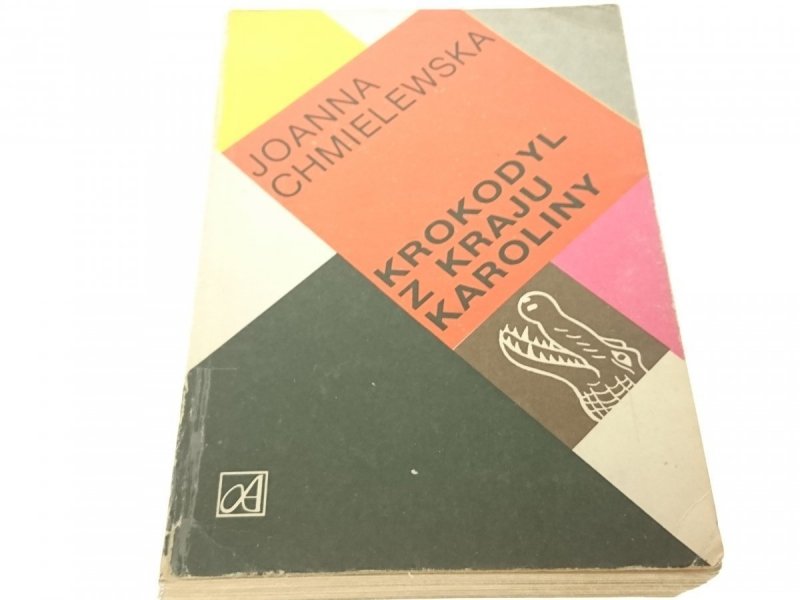 JOANNA
CHMIELEWSKA
KROKODYL
Z KRAJU
KAROLINY